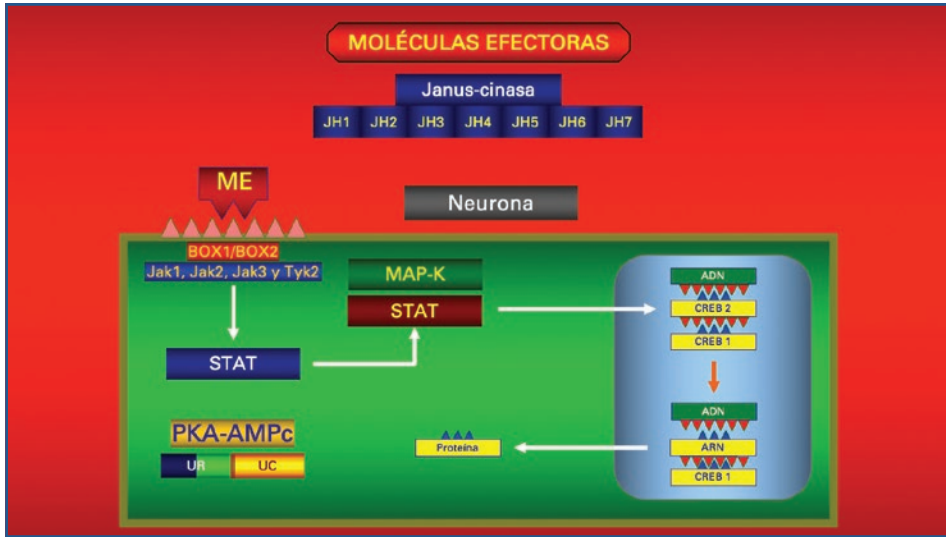 MOLÉCULAS EFECTORAS
Janus-cinasa
JH1 JH2 JH3 JH4 JH5 JH6 JH7
ME
Neurona
BOX1/BOX2
Jak1, Jak2, Jak3 y Tyk2
MAP-K
STAT
STAT
ADN
CREB 2
CREB 1
PKA-AMPc
UR UC
Proteína
ADN
ARN
CREB 1